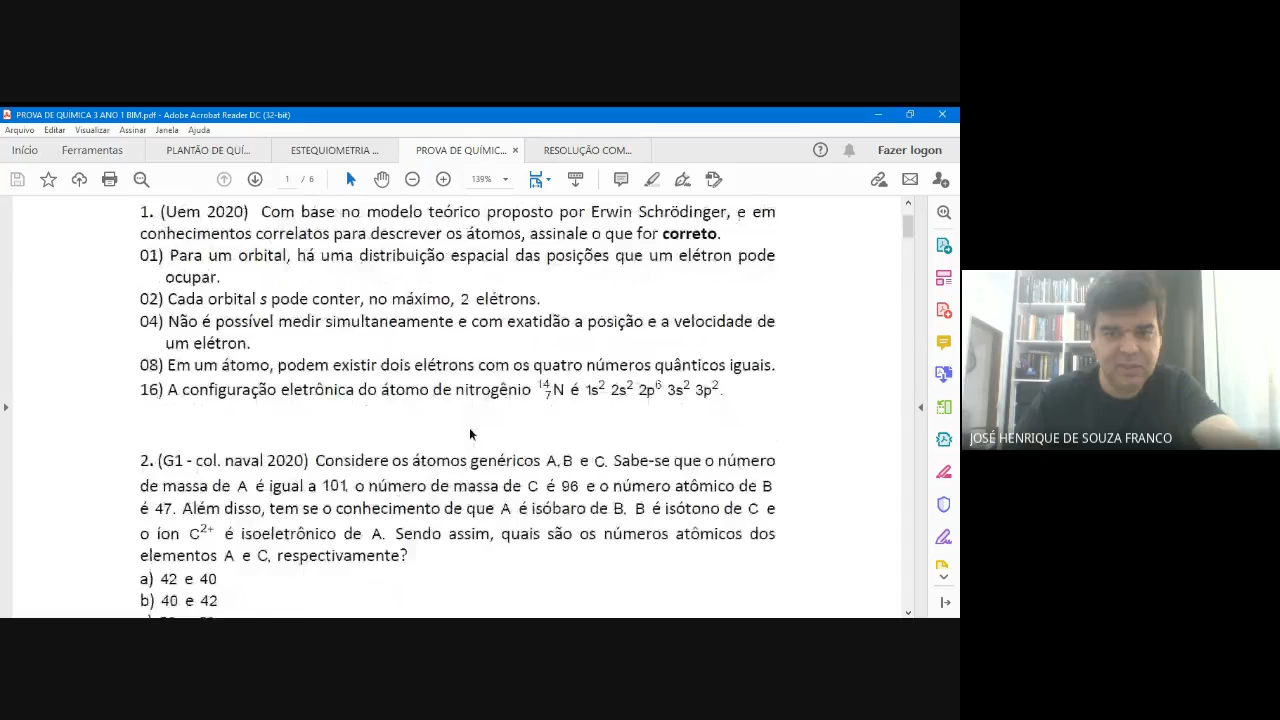 PROVA DE QUÍMICA 3 ANO 1 BIM.pdf - Adobe Acrobat Reader DC (32-bit)
Arquivo Editar Visualizar Assinar Janela Ajuda
Início Ferramentas PLANTÃO DE QUÍ... ESTEQUIOMETRIA ... PROVA DE QUÍMIC... × RESOLUÇÃO COM... Fazer logon
1 / 6 139%
1. (Uem 2020) Com base no modelo teórico proposto por Erwin Schrödinger, e em
conhecimentos correlatos para descrever os átomos, assinale o que for correto.
01) Para um orbital, há uma distribuição espacial das posições que um elétron pode
ocupar.
02) Cada orbital s pode conter, no máximo, 2 elétrons.
04) Não é possível medir simultaneamente e com exatidão a posição e a velocidade de
um elétron.
08) Em um átomo, podem existir dois elétrons com os quatro números quânticos iguais.
16) A configuração eletrônica do átomo de nitrogênio ¹⁴₇N é 1s² 2s² 2p⁶ 3s² 3p².
2. (G1 - col. naval 2020) Considere os átomos genéricos A, B e C. Sabe-se que o número
de massa de A é igual a 101, o número de massa de C é 96 e o número atômico de B
é 47. Além disso, tem se o conhecimento de que A é isóbaro de B, B é isótono de C e
o íon C²⁺ é isoeletrônico de A. Sendo assim, quais são os números atômicos dos
elementos A e C, respectivamente?
a) 42 e 40
b) 40 e 42
JOSÉ HENRIQUE DE SOUZA FRANCO